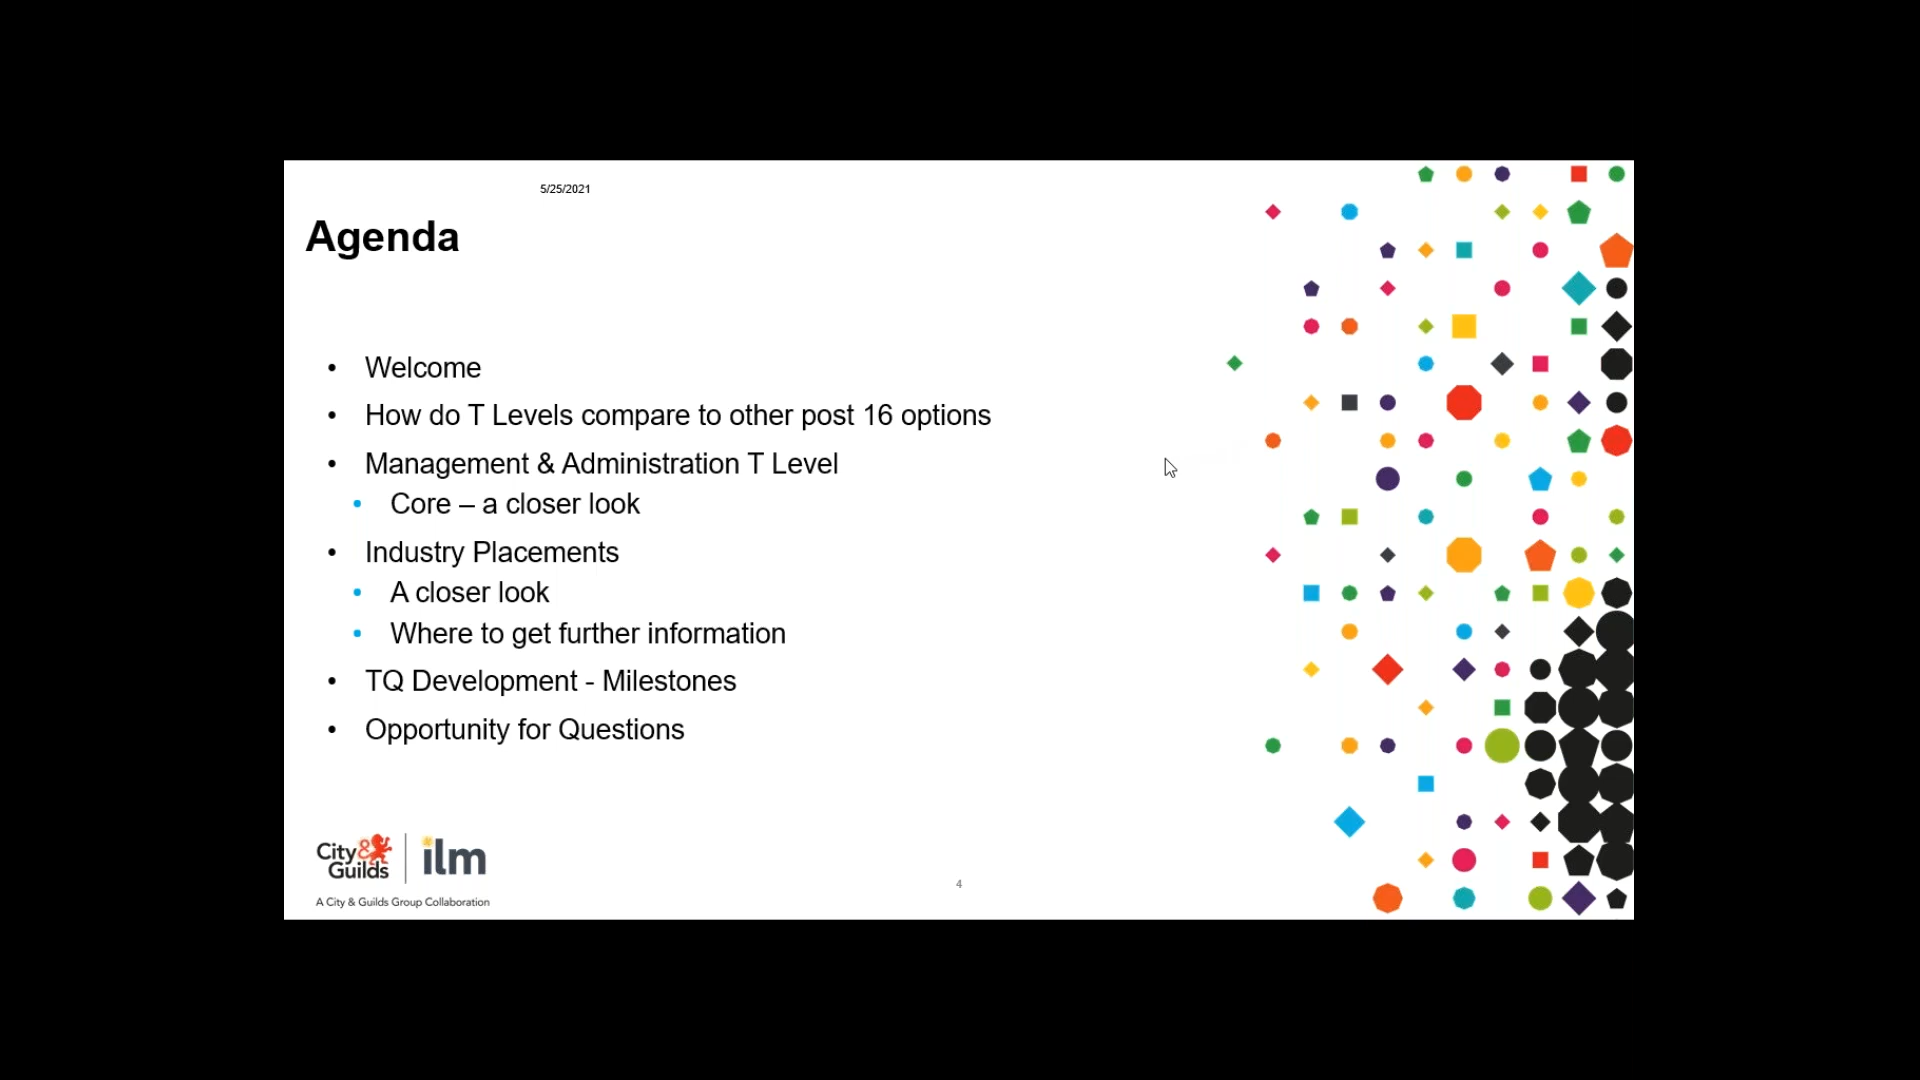 5/25/2021
Agenda
• Welcome
• How do T Levels compare to other post 16 options
• Management & Administration T Level
• Core – a closer look
• Industry Placements
• A closer look
• Where to get further information
• TQ Development - Milestones
• Opportunity for Questions
City & Guilds
ilm
A City & Guilds Group Collaboration
4